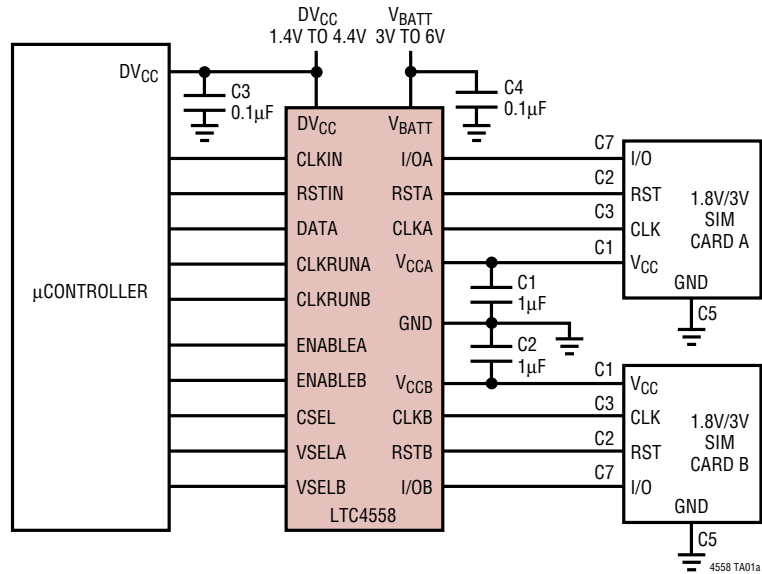 DVCC
1.4V TO 4.4V
VBATT
3V TO 6V
DVCC
C3
0.1µF
C4
0.1µF
µCONTROLLER
DVCC
VBATT
CLKIN
RSTIN
DATA
CLKRUNA
CLKRUNB
ENABLEA
ENABLEB
CSEL
VSELA
VSELB
I/OA
RSTA
CLKA
VCCA
GND
VCCB
CLKB
RSTB
I/OB
LTC4558
C1
1µF
C2
1µF
C7
C2
C3
C1
I/O
RST
CLK
VCC
1.8V/3V
SIM
CARD A
GND
C5
C1
C3
C2
C7
VCC
CLK
RST
I/O
1.8V/3V
SIM
CARD B
GND
C5
4558 TA01a